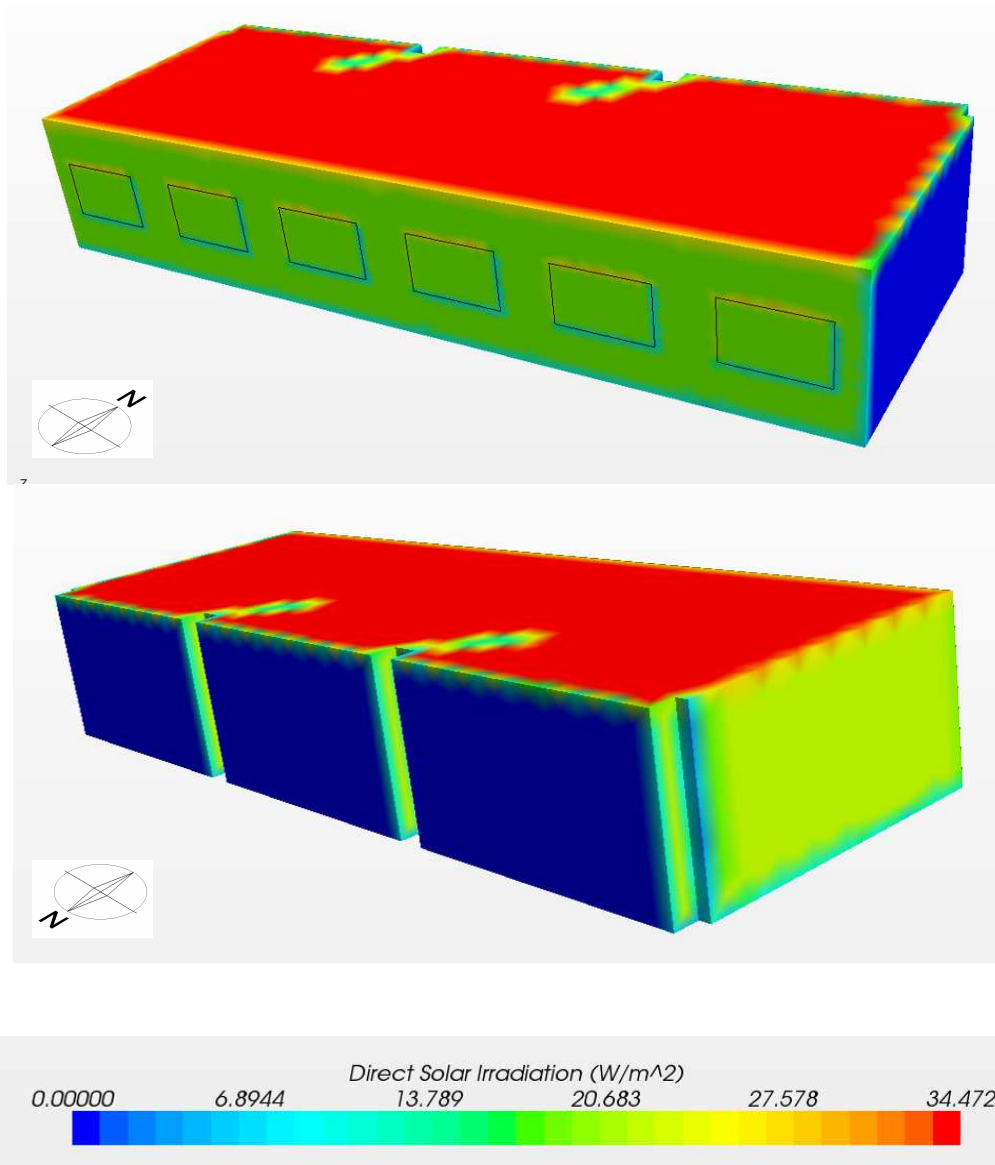 N
z
N
Direct Solar Irradiation (W/m^2)
0.00000 6.8944 13.789 20.683 27.578 34.472